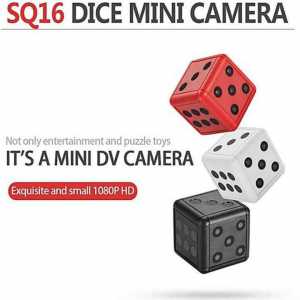 SQ16 DICE MINI CAMERA
Not only entertainment and puzzle toys
IT'S A MINI DV CAMERA
Exquisite and small 1080P HD